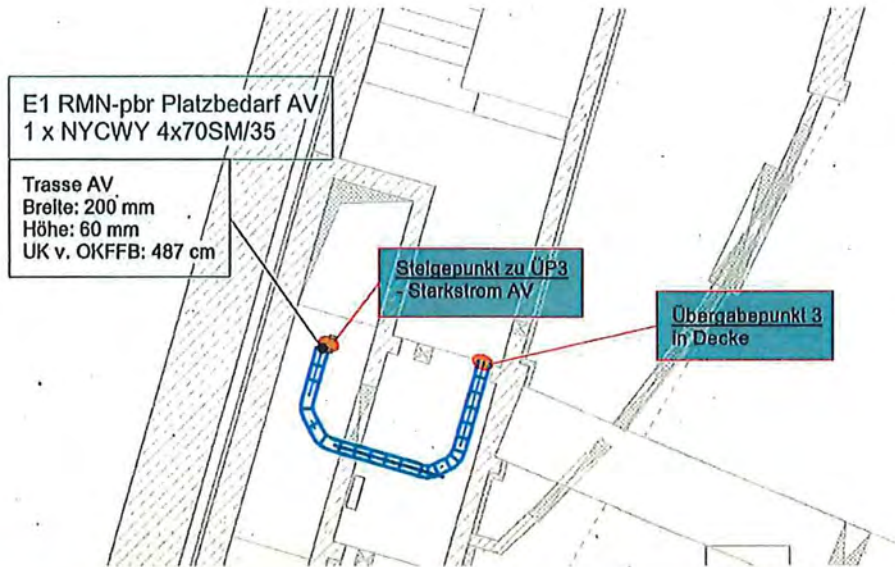 E1 RMN-pbr Platzbedarf AV
1 x NYCWY 4x70SM/35
Trasse AV
Breite: 200 mm
Höhe: 60 mm
UK v. OKFFB: 487 cm
Steigepunkt zu ÜP3
- Starkstrom AV
Übergabepunkt 3
in Decke